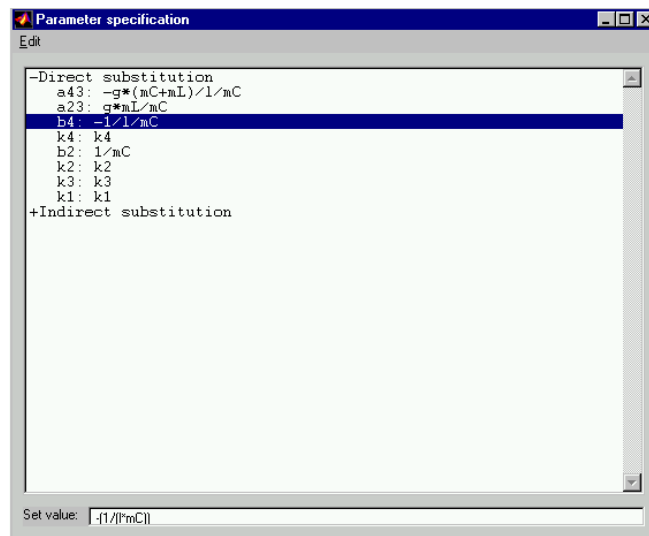 Parameter specification
Edit
-Direct substitution
a43: -g*(mC+mL)/l/mC
a23: g*mL/mC
b4: -1/l/mC
k4: k4
b2: 1/mC
k2: k2
k3: k3
k1: k1
+Indirect substitution
Set value: -(1/(l*mC))